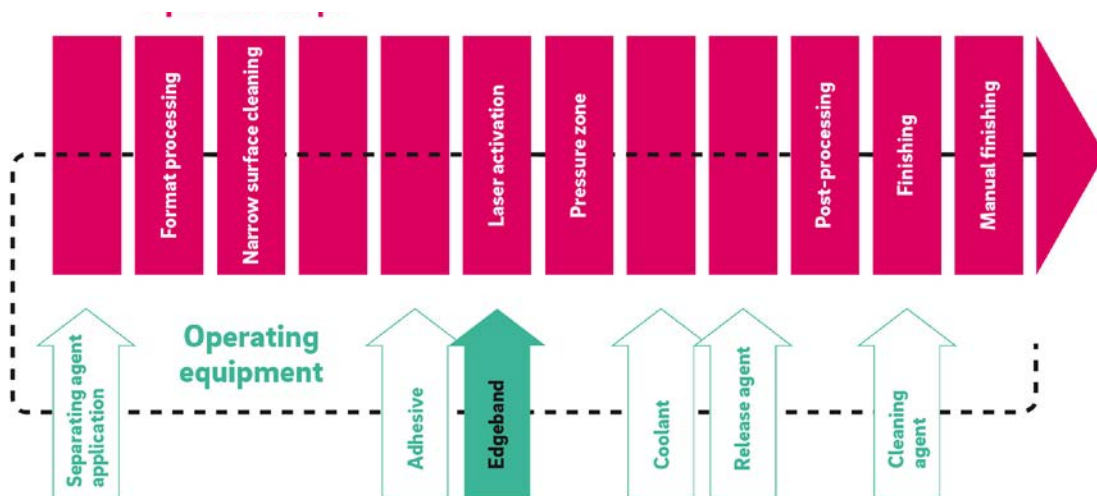 Format processing
Narrow surface cleaning
Laser activation
Pressure zone
Post-processing
Finishing
Manual finishing
Operating
equipment
Separating agent
application
Adhesive
Edgeband
Coolant
Release agent
Cleaning
agent